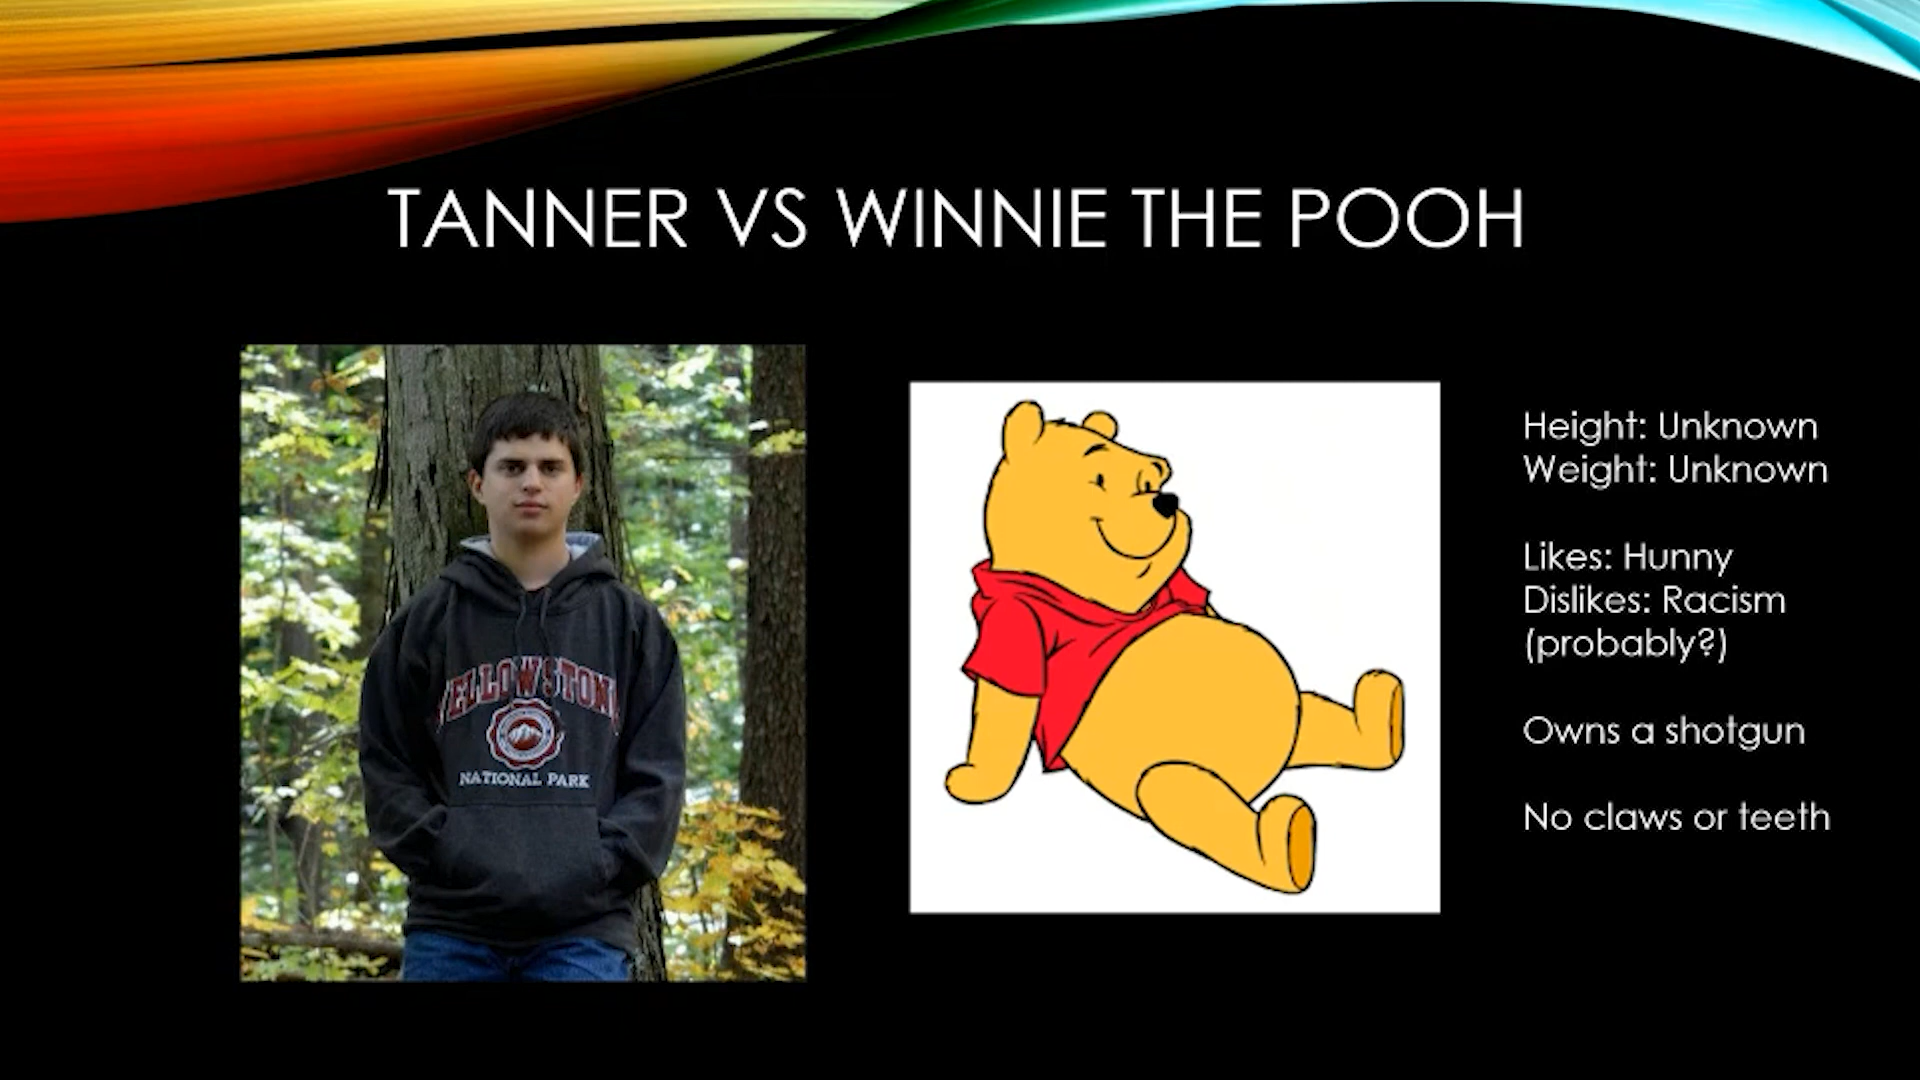 TANNER VS WINNIE THE POOH
YELLOWSTONE
NATIONAL PARK
Height: Unknown
Weight: Unknown
Likes: Hunny
Dislikes: Racism
(probably?)
Owns a shotgun
No claws or teeth